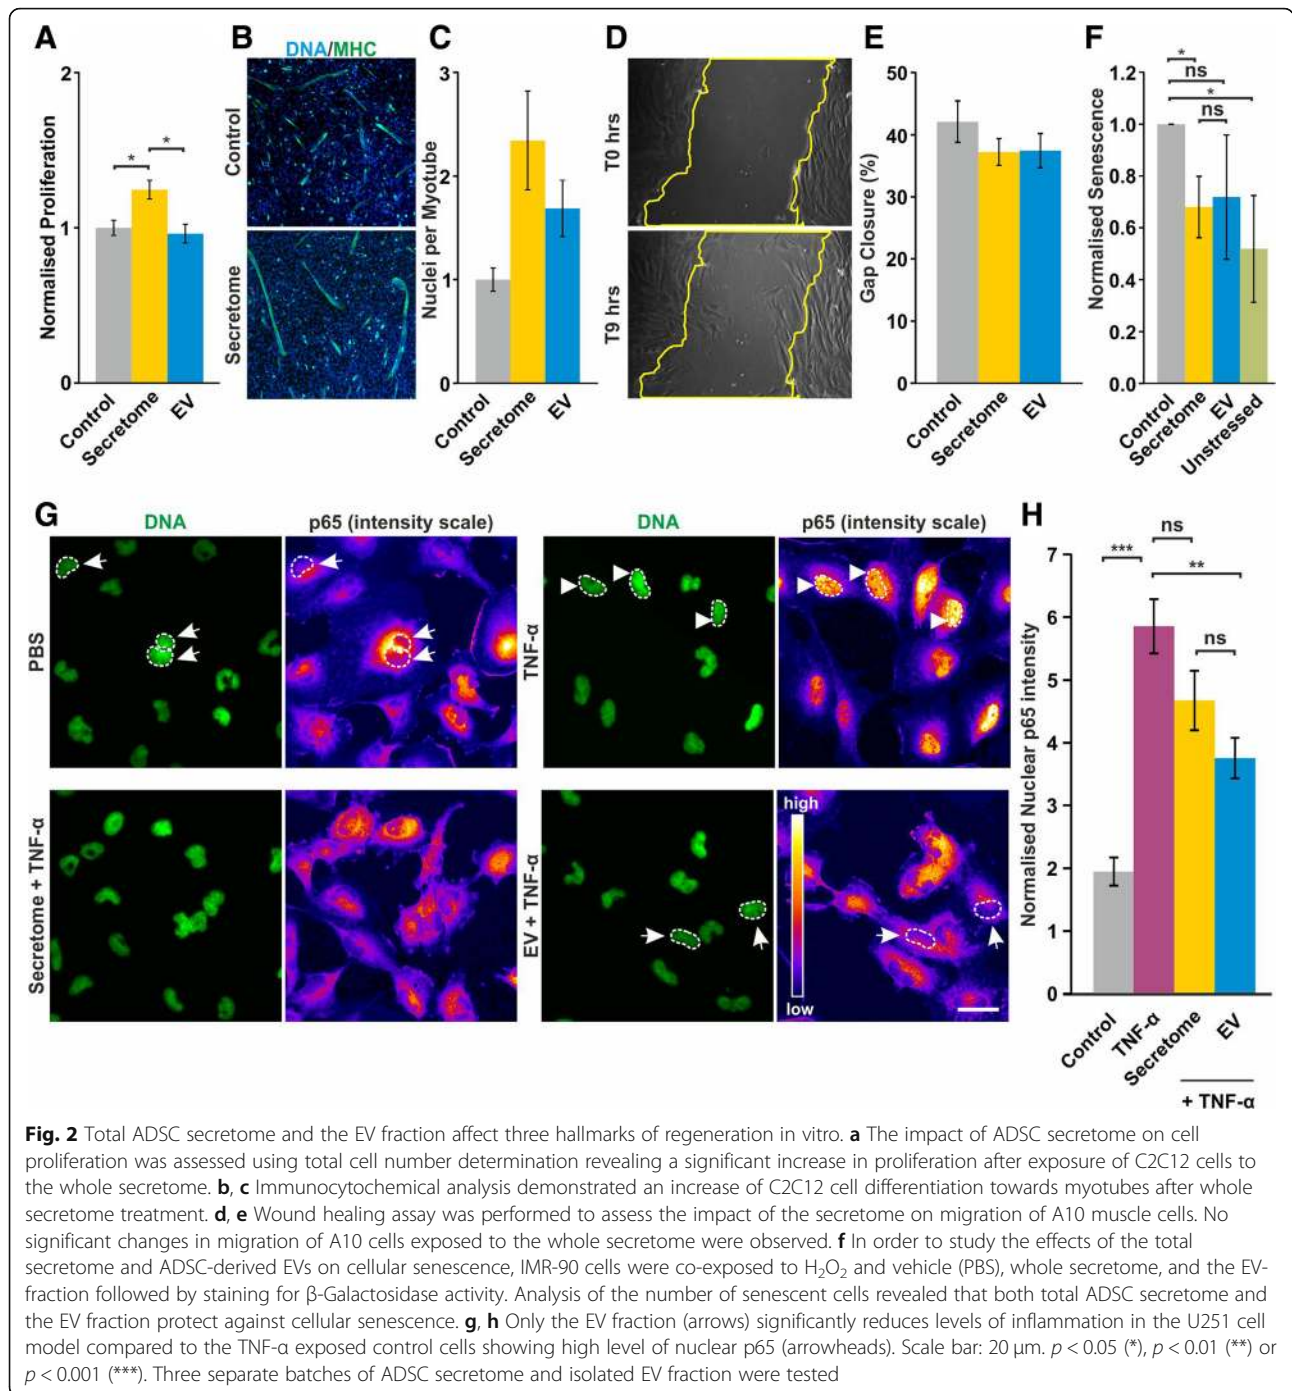 A
B
C
D
E
F
DNA/MHC
Normalised Proliferation
2
1
0
*
*
Control
Secretome
EV
Control
Secretome
Nuclei per Myotube
3
2
1
0
Control
Secretome
EV
T0 hrs
T9 hrs
Gap Closure (%)
50
40
30
20
10
0
Control
Secretome
EV
Normalised Senescence
1.2
1.0
0.8
0.6
0.4
0.2
0.0
*
ns
*
ns
Control
Secretome
EV
Unstressed
G
DNA
p65 (intensity scale)
DNA
p65 (intensity scale)
PBS
TNF-α
Secretome + TNF-α
EV + TNF-α
high
low
H
Normalised Nuclear p65 intensity
7
6
5
4
3
2
1
0
***
ns
**
ns
Control
TNF-α
Secretome
EV
+ TNF-α
Fig. 2 Total ADSC secretome and the EV fraction affect three hallmarks of regeneration in vitro. a The impact of ADSC secretome on cell
proliferation was assessed using total cell number determination revealing a significant increase in proliferation after exposure of C2C12 cells to
the whole secretome. b, c Immunocytochemical analysis demonstrated an increase of C2C12 cell differentiation towards myotubes after whole
secretome treatment. d, e Wound healing assay was performed to assess the impact of the secretome on migration of A10 muscle cells. No
significant changes in migration of A10 cells exposed to the whole secretome were observed. f In order to study the effects of the total
secretome and ADSC-derived EVs on cellular senescence, IMR-90 cells were co-exposed to H₂O₂ and vehicle (PBS), whole secretome, and the EV-
fraction followed by staining for β-Galactosidase activity. Analysis of the number of senescent cells revealed that both total ADSC secretome and
the EV fraction protect against cellular senescence. g, h Only the EV fraction (arrows) significantly reduces levels of inflammation in the U251 cell
model compared to the TNF-α exposed control cells showing high level of nuclear p65 (arrowheads). Scale bar: 20 μm. p < 0.05 (*), p < 0.01 (**) or
p < 0.001 (***). Three separate batches of ADSC secretome and isolated EV fraction were tested